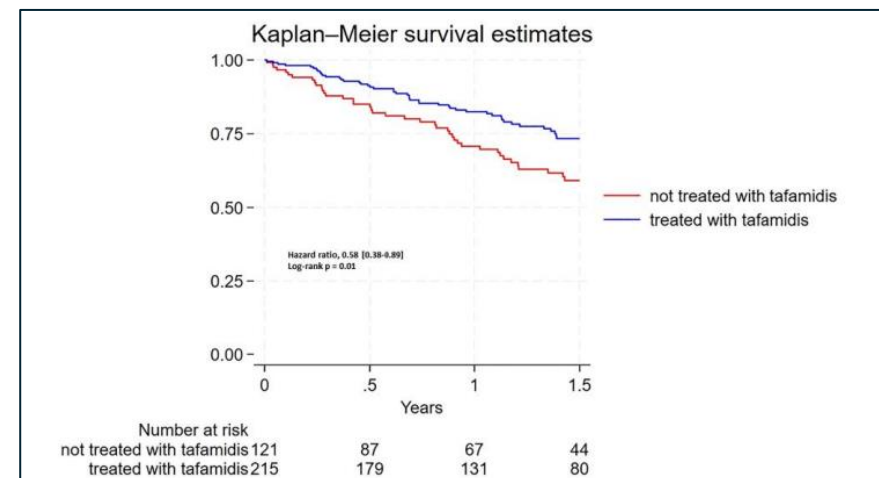 Kaplan–Meier survival estimates
1.00
0.75
0.50
0.25
0.00
not treated with tafamidis
treated with tafamidis
Hazard ratio, 0.58 [0.38-0.89]
Log-rank p = 0.01
0 .5 1 1.5
Years
Number at risk
not treated with tafamidis 121 87 67 44
treated with tafamidis 215 179 131 80